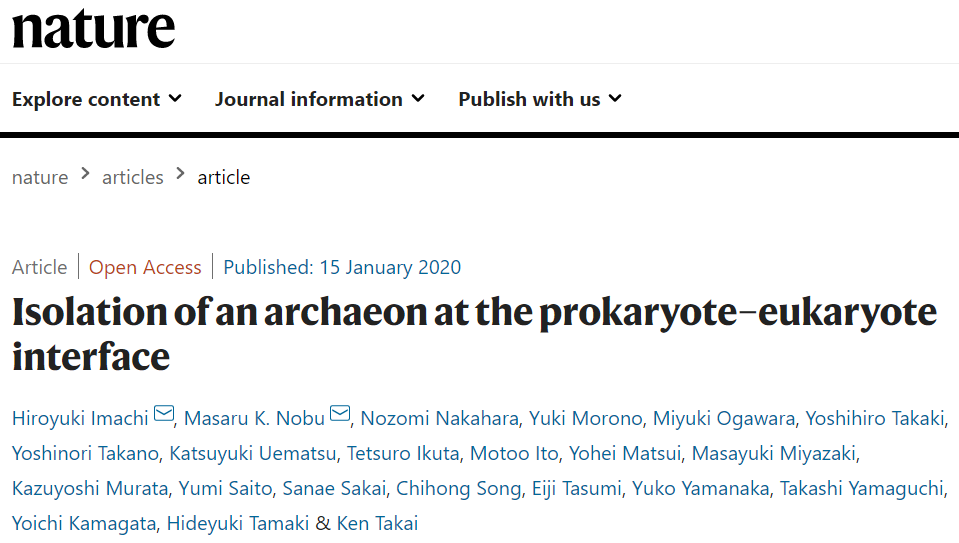 nature
Explore content Journal information Publish with us
nature > articles > article
Article | Open Access | Published: 15 January 2020
Isolation of an archaeon at the prokaryote–eukaryote
interface
Hiroyuki Imachi, Masaru K. Nobu, Nozomi Nakahara, Yuki Morono, Miyuki Ogawara, Yoshihiro Takaki,
Yoshinori Takano, Katsuyuki Uematsu, Tetsuro Ikuta, Motoo Ito, Yohei Matsui, Masayuki Miyazaki,
Kazuyoshi Murata, Yumi Saito, Sanae Sakai, Chihong Song, Eiji Tasumi, Yuko Yamanaka, Takashi Yamaguchi,
Yoichi Kamagata, Hideyuki Tamaki & Ken Takai